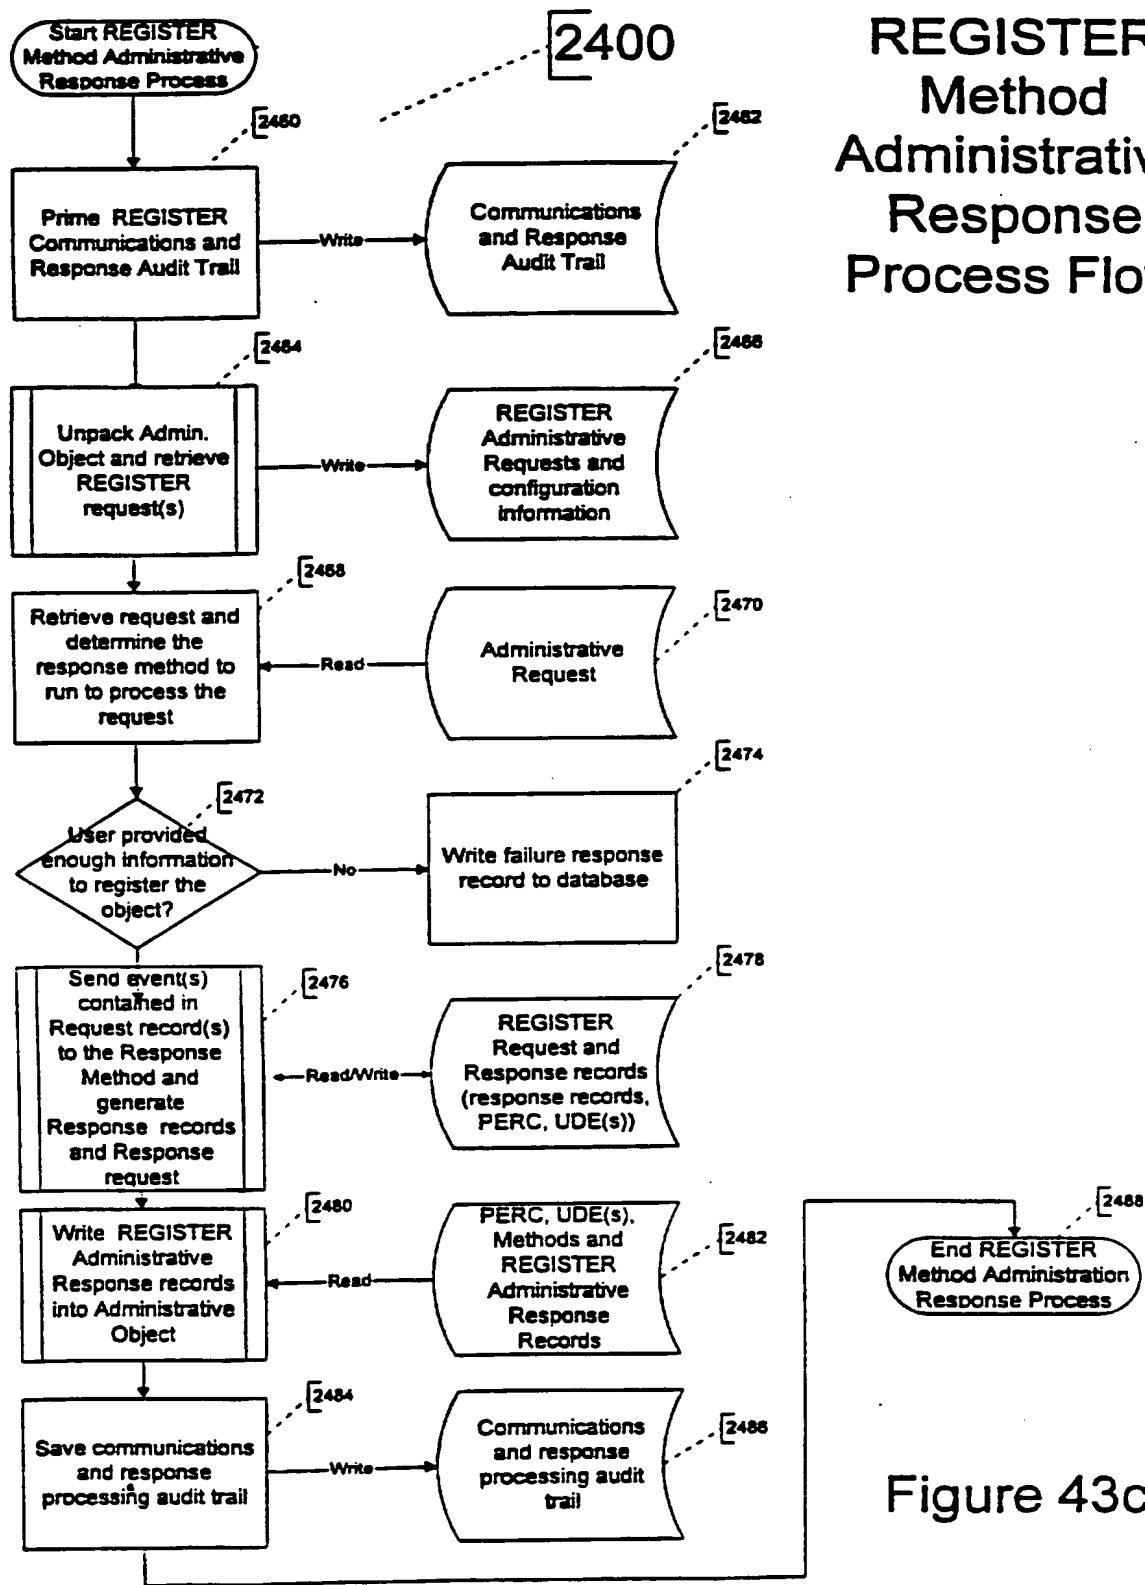 Start REGISTER
Method Administrative
Response Process
2400
REGISTER
Method
Administrativ
Response
Process Flo
2460
Prime REGISTER
Communications and
Response Audit Trail
Write
2462
Communications
and Response
Audit Trail
2464
Unpack Admin.
Object and retrieve
REGISTER
request(s)
Write
2466
REGISTER
Administrative
Requests and
configuration
information
2468
Retrieve request and
determine the
response method to
run to process the
request
Read
2470
Administrative
Request
2472
User provided
enough information
to register the
object?
No
2474
Write failure response
record to database
2476
Send event(s)
contained in
Request record(s)
to the Response
Method and
generate
Response records
and Response
request
Read/Write
2478
REGISTER
Request and
Response records
(response records,
PERC, UDE(s))
2480
Write REGISTER
Administrative
Response records
into Administrative
Object
Read
2482
PERC, UDE(s),
Methods and
REGISTER
Administrative
Response
Records
2484
Save communications
and response
processing audit trail
Write
2486
Communications
and response
processing audit
trail
2488
End REGISTER
Method Administration
Response Process
Figure 43c